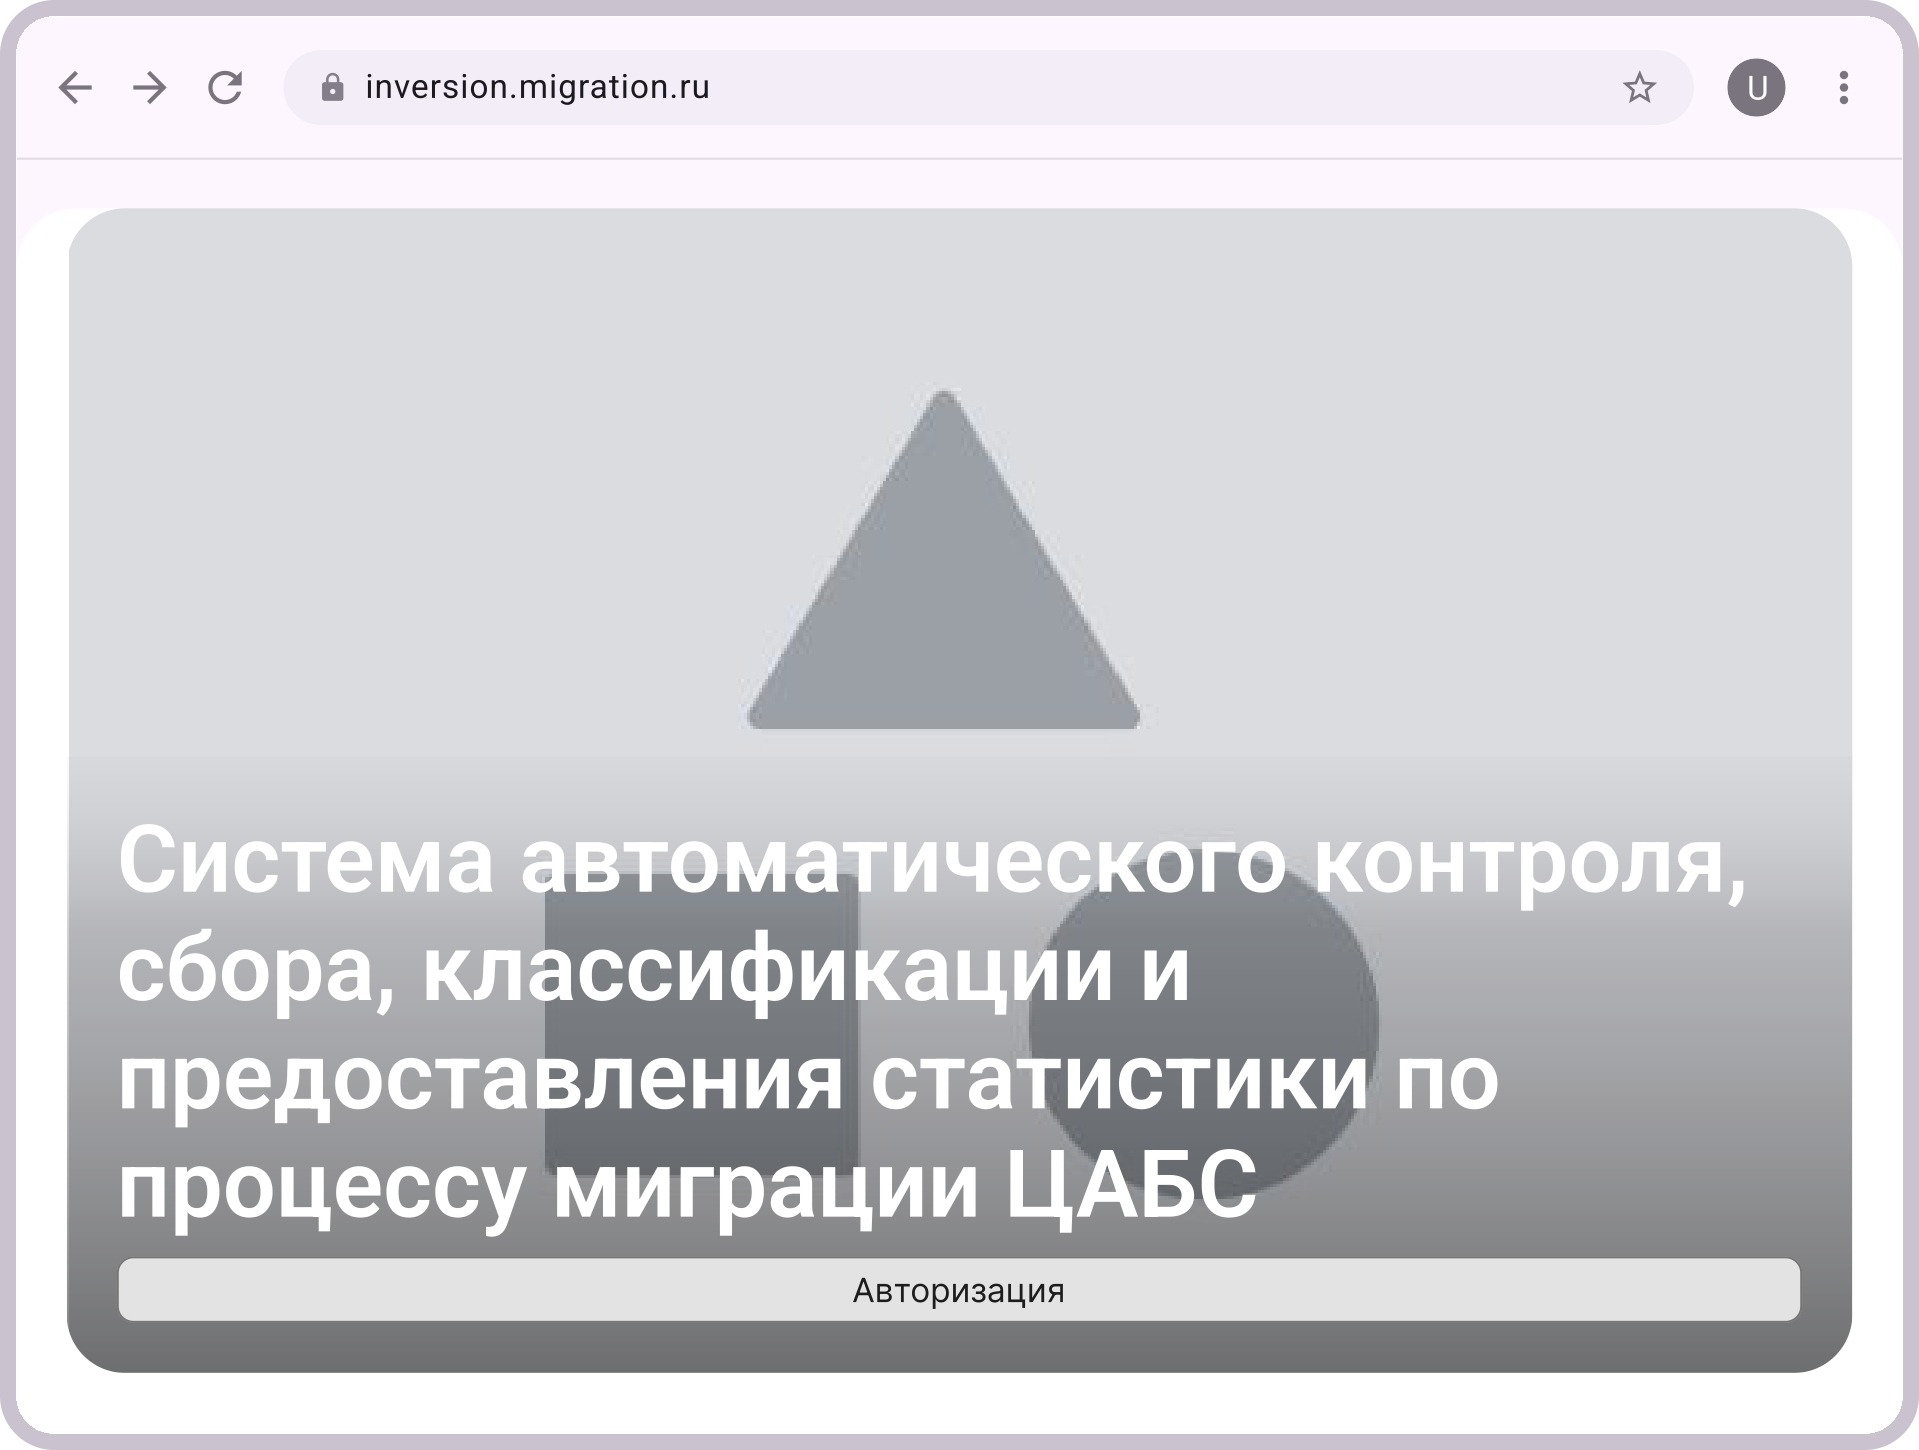 inversion.migration.ru
U
Система автоматического контроля,
сбора, классификации и
предоставления статистики по
процессу миграции ЦАБС
Авторизация